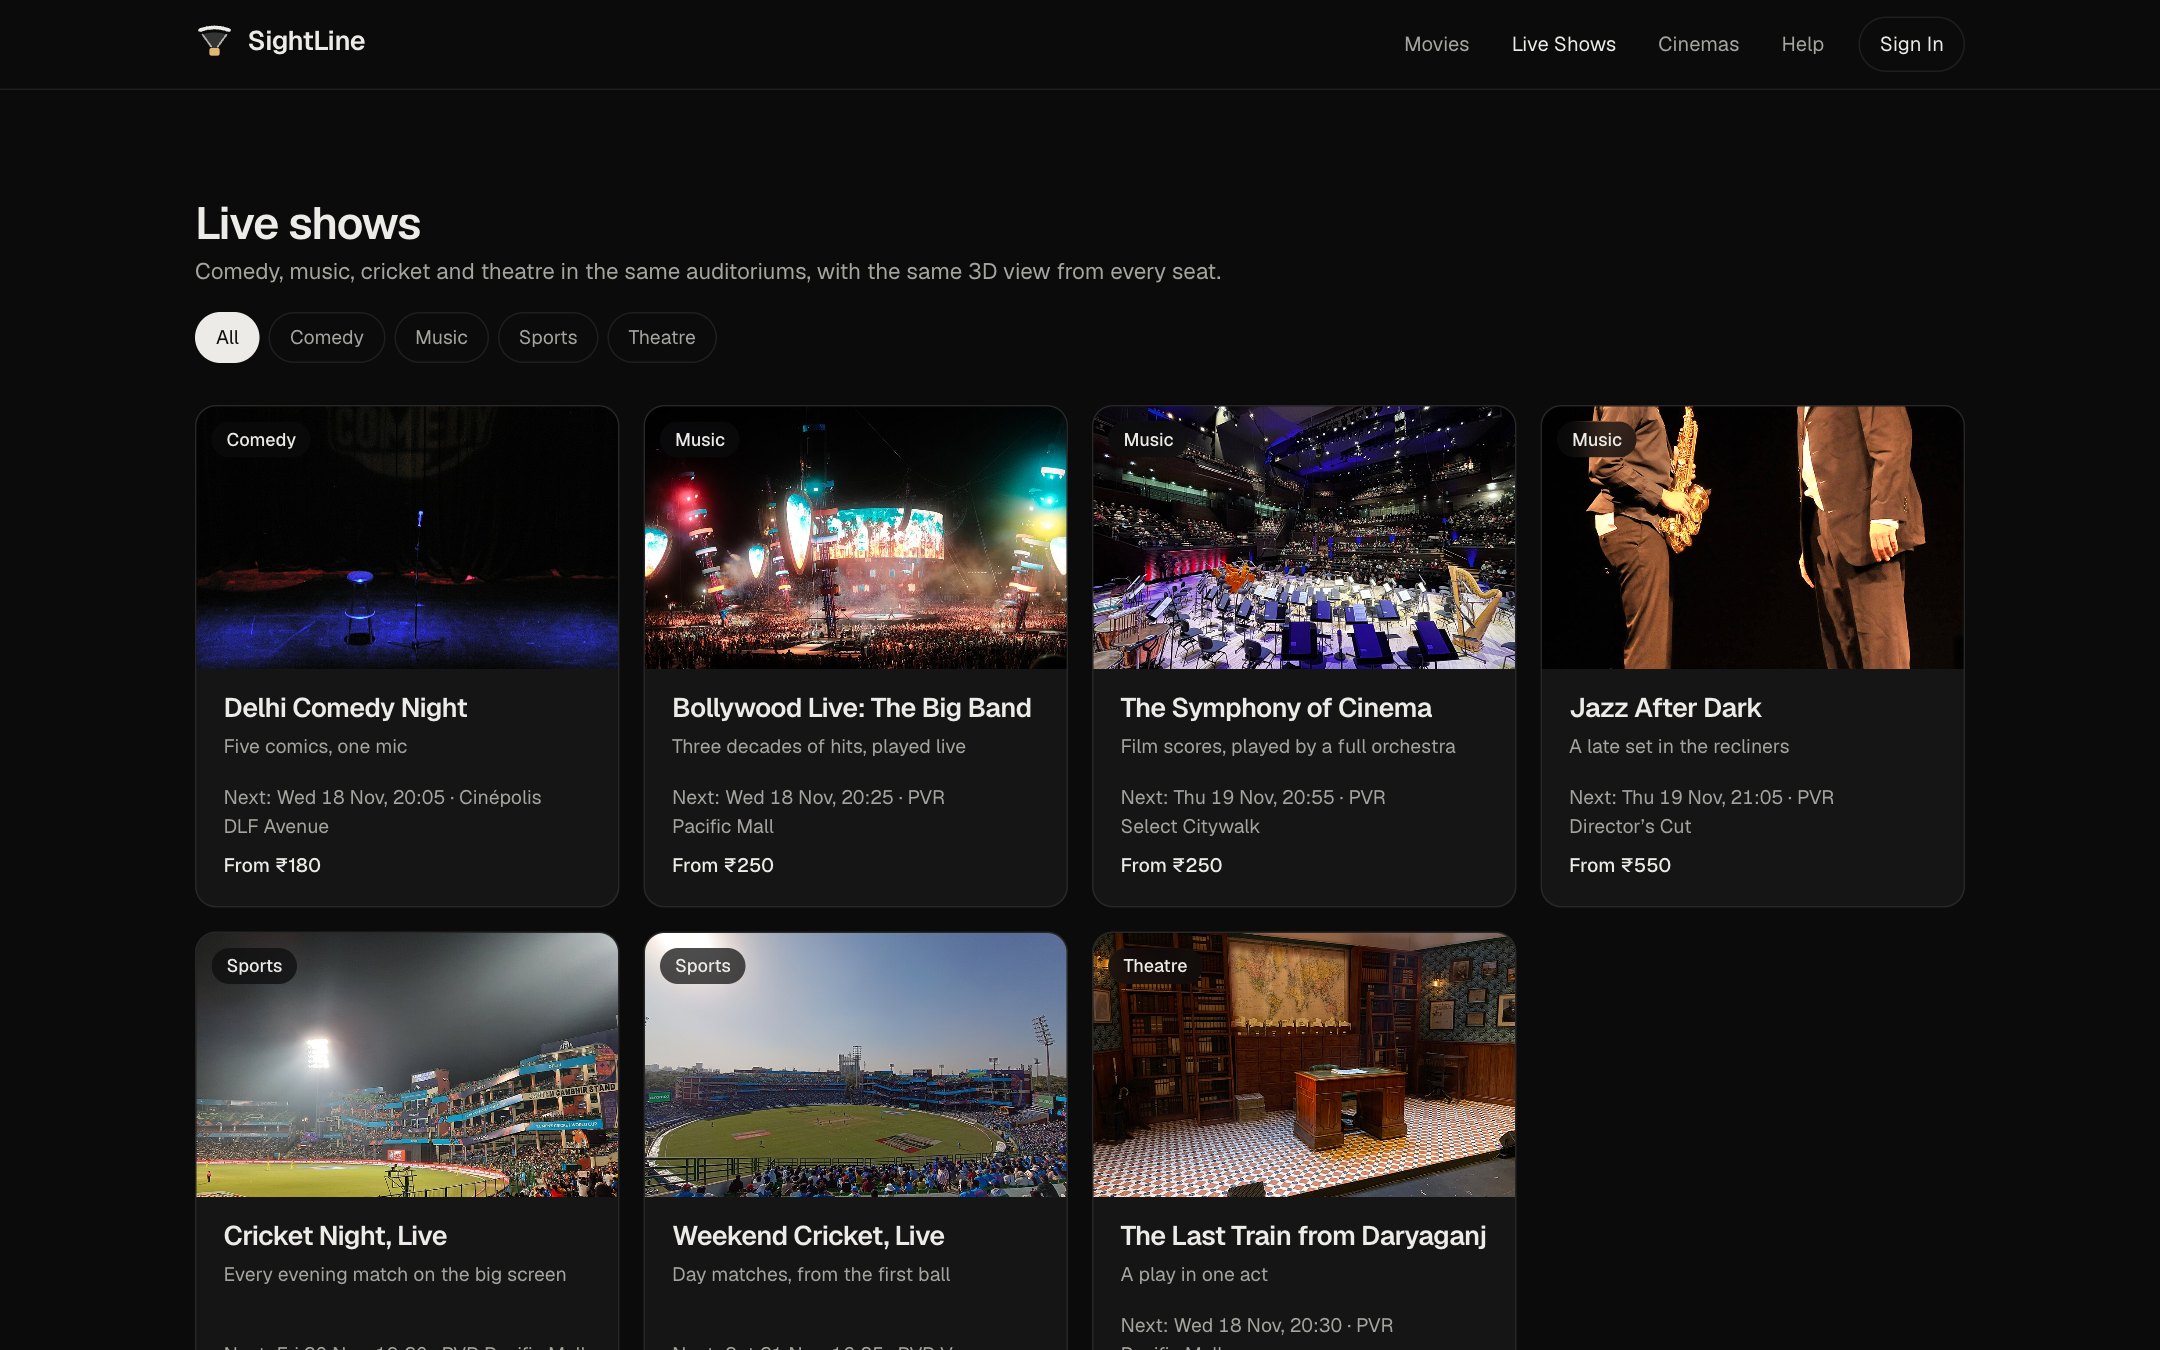 SightLine
Movies
Live Shows
Cinemas
Help
Sign In
Live shows
Comedy, music, cricket and theatre in the same auditoriums, with the same 3D view from every seat.
All
Comedy
Music
Sports
Theatre
Comedy
COMEDY
Delhi Comedy Night
Five comics, one mic
Next: Wed 18 Nov, 20:05 · Cinépolis
DLF Avenue
From ₹180
Music
Bollywood Live: The Big Band
Three decades of hits, played live
Next: Wed 18 Nov, 20:25 · PVR
Pacific Mall
From ₹250
Music
The Symphony of Cinema
Film scores, played by a full orchestra
Next: Thu 19 Nov, 20:55 · PVR
Select Citywalk
From ₹250
Music
Jazz After Dark
A late set in the recliners
Next: Thu 19 Nov, 21:05 · PVR
Director's Cut
From ₹550
Sports
Cricket Night, Live
Every evening match on the big screen
Sports
Weekend Cricket, Live
Day matches, from the first ball
Theatre
The Last Train from Daryaganj
A play in one act
Next: Wed 18 Nov, 20:30 · PVR